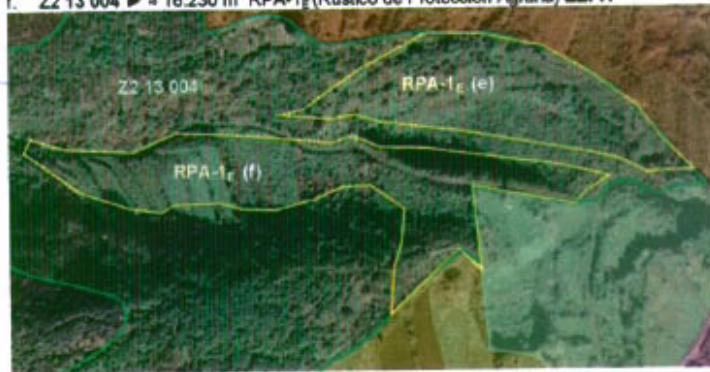 f. Z2 13 004 ► ≈ 16.230 m² RPA-1E (Rústico de Protección Agraria)
Z2 13 004
RPA-1E (e)
RPA-1E (f)